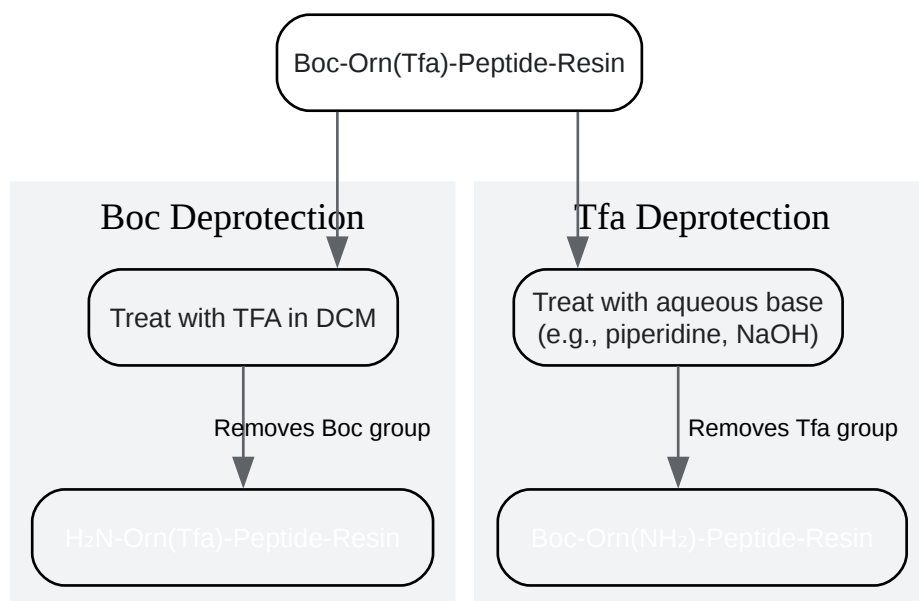 Boc-Orn(Tfa)-Peptide-Resin
Boc Deprotection
Treat with TFA in DCM
Removes Boc group
H₂N-Orn(Tfa)-Peptide-Resin
Tfa Deprotection
Treat with aqueous base
(e.g., piperidine, NaOH)
Removes Tfa group
Boc-Orn(NH₂)-Peptide-Resin